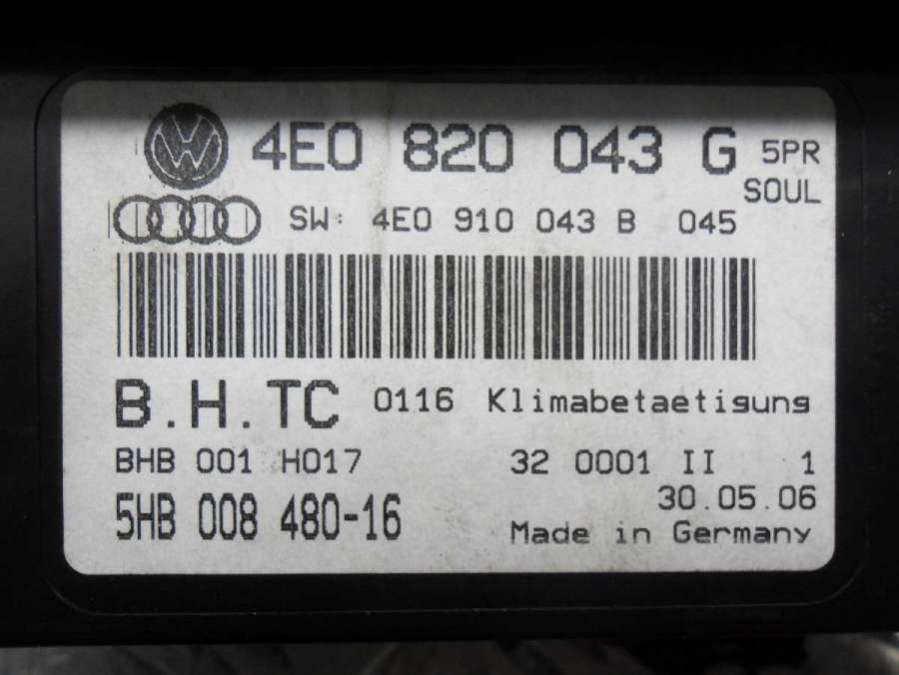 4E0 820 043 G 5PR
SOUL
SW: 4E0 910 043 B 045
B.H.TC 0116 Klimabetaetigung
BHB 001 H017 32 0001 II 1
30.05.06
5HB 008 480-16
Made in Germany